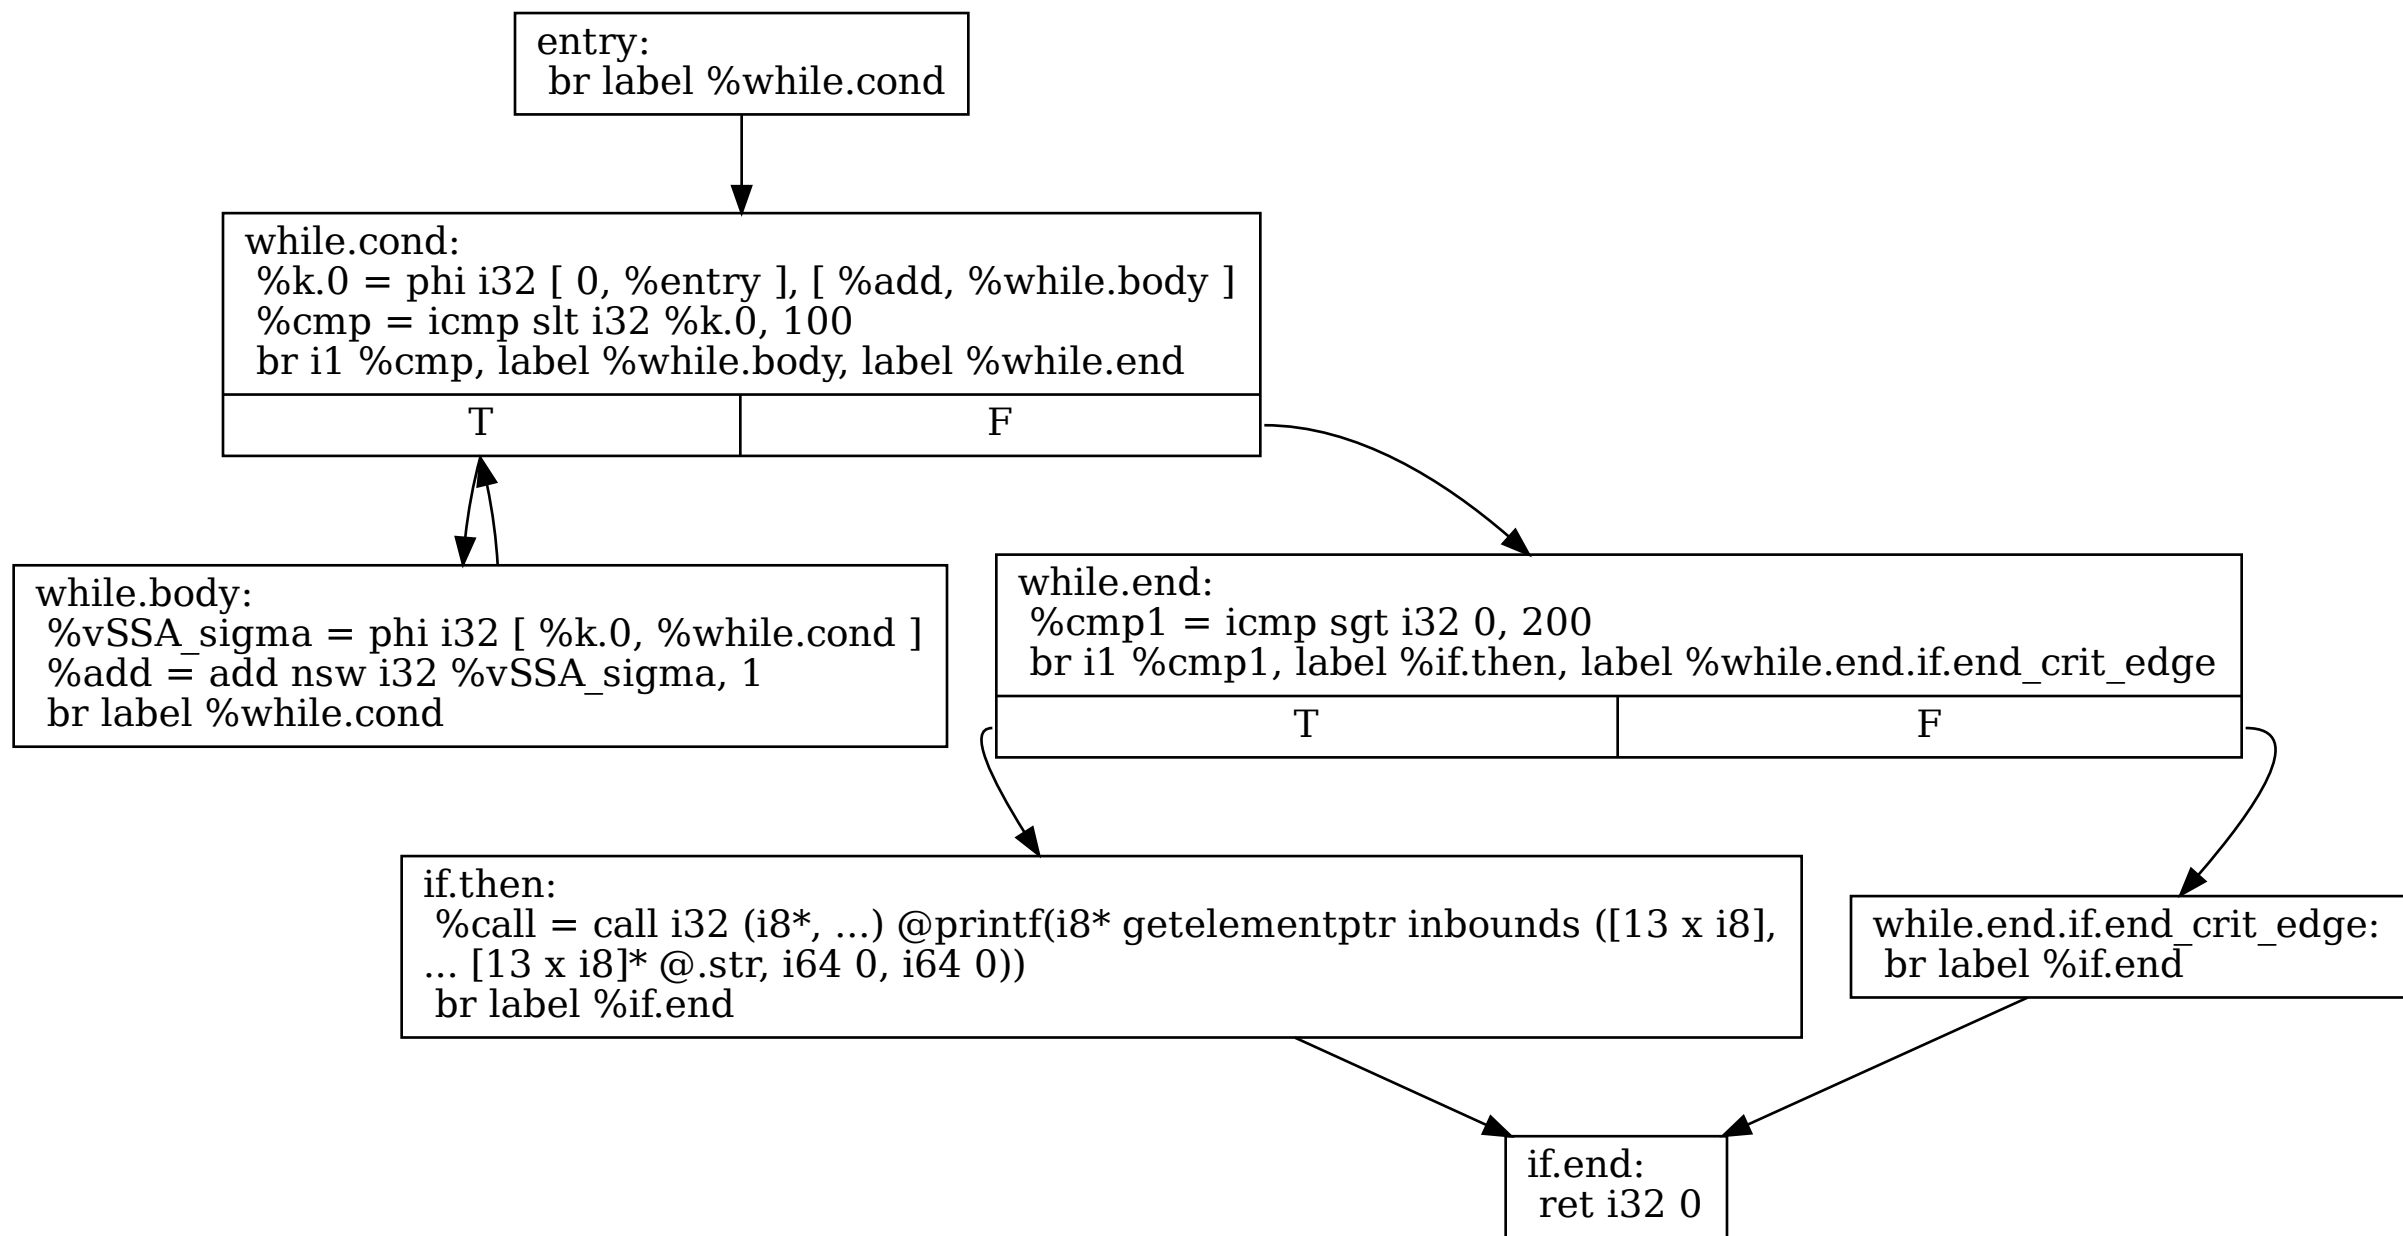 entry:
br label %while.cond
while.cond:
%k.0 = phi i32 [ 0, %entry ], [ %add, %while.body ]
%cmp = icmp slt i32 %k.0, 100
br i1 %cmp, label %while.body, label %while.end
T
F
while.body:
%vSSA_sigma = phi i32 [ %k.0, %while.cond ]
%add = add nsw i32 %vSSA_sigma, 1
br label %while.cond
while.end:
%cmp1 = icmp sgt i32 0, 200
br i1 %cmp1, label %if.then, label %while.end.if.end_crit_edge
T
F
if.then:
%call = call i32 (i8*, ...) @printf(i8* getelementptr inbounds ([13 x i8],
... [13 x i8]* @.str, i64 0, i64 0))
br label %if.end
while.end.if.end_crit_edge:
br label %if.end
if.end:
ret i32 0